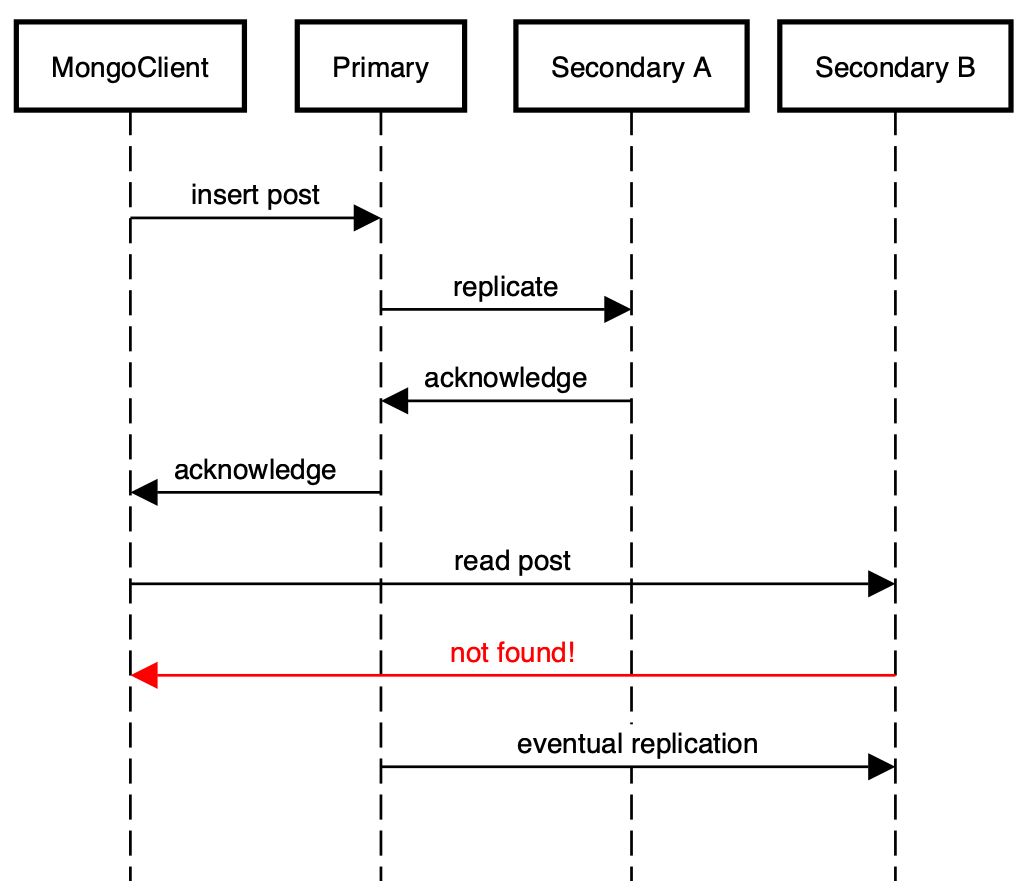 MongoClient
Primary
Secondary A
Secondary B
insert post
replicate
acknowledge
acknowledge
read post
not found!
eventual replication